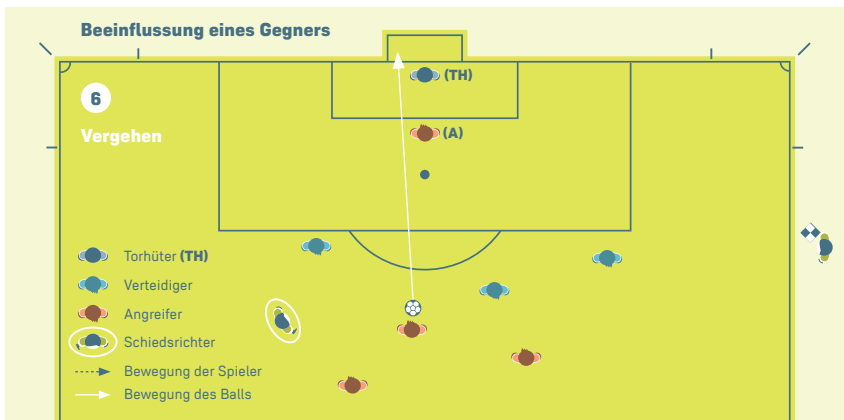 Beeinflussung eines Gegners
(TH)
6
(A)
Vergehen
Torhüter (TH)
Verteidiger
Angreifer
Schiedsrichter
Bewegung der Spieler
Bewegung des Balls